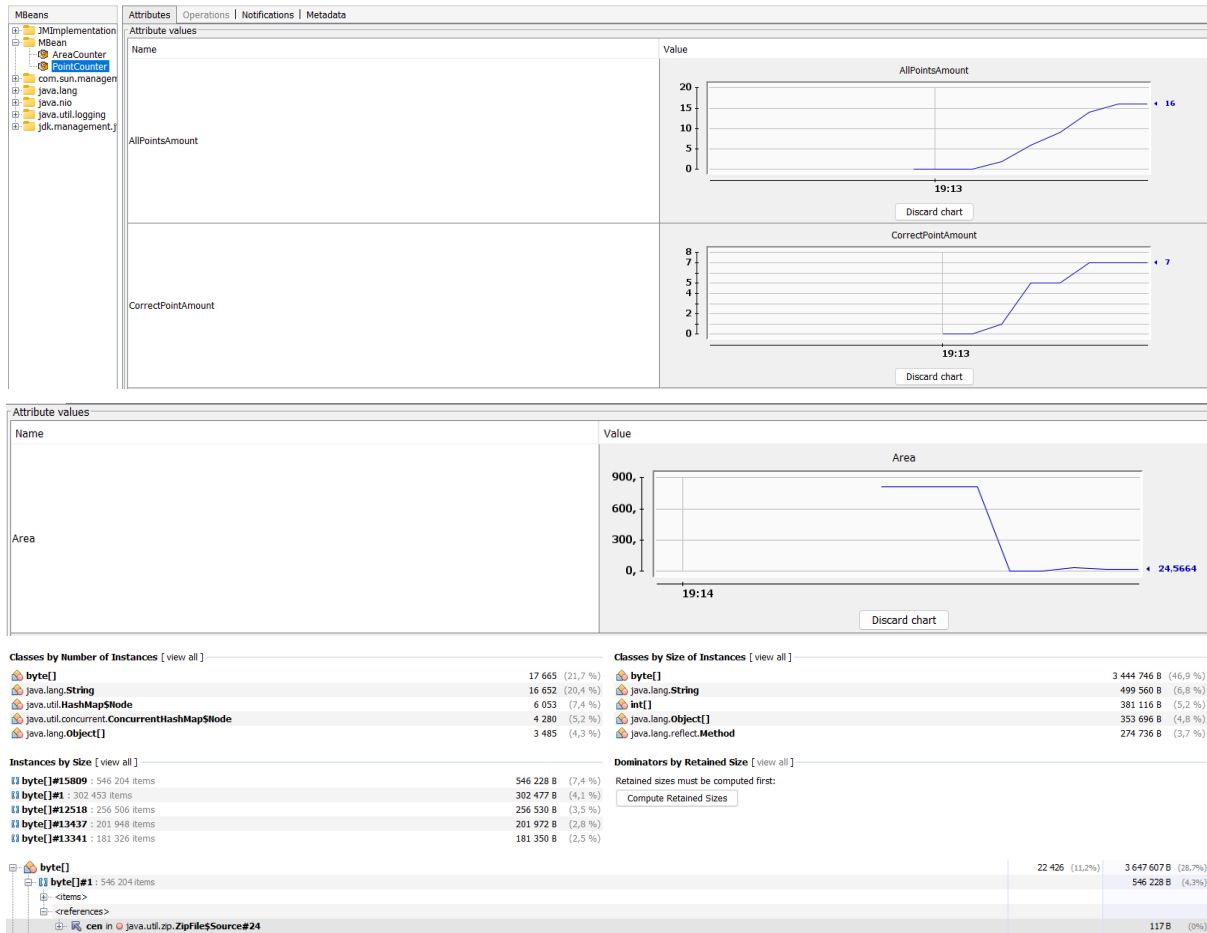 MBeans
JMImplementation
MBean
AreaCounter
PointCounter
com.sun.managem
java.lang
java.nio
java.util.logging
jdk.management.j
Attributes Operations Notifications Metadata
Attribute values
Name Value
AllPointsAmount
AllPointsAmount
20
15
10
5
0
16
19:13
Discard chart
CorrectPointAmount
CorrectPointAmount
8
7
5
4
2
0
7
19:13
Discard chart
Attribute values
Name Value
Area
Area
900,
600,
300,
0,
24,5664
19:14
Discard chart
Classes by Number of Instances [ view all ]
byte[] 17 665 (21,7 %)
java.lang.String 16 652 (20,4 %)
java.util.HashMap$Node 6 053 (7,4 %)
java.util.concurrent.ConcurrentHashMap$Node 4 280 (5,2 %)
java.lang.Object[] 3 485 (4,3 %)
Classes by Size of Instances [ view all ]
byte[] 3 444 746 B (46,9 %)
java.lang.String 499 560 B (6,8 %)
int[] 381 116 B (5,2 %)
java.lang.Object[] 353 696 B (4,8 %)
java.lang.reflect.Method 274 736 B (3,7 %)
Instances by Size [ view all ]
byte[]#15809 : 546 204 items 546 228 B (7,4 %)
byte[]#1 : 302 453 items 302 477 B (4,1 %)
byte[]#12518 : 256 506 items 256 530 B (3,5 %)
byte[]#13437 : 201 948 items 201 972 B (2,8 %)
byte[]#13341 : 181 326 items 181 350 B (2,5 %)
Dominators by Retained Size [ view all ]
Retained sizes must be computed first:
Compute Retained Sizes
byte[] 22 426 (11,2%) 3 647 607 B (28,7%)
byte[]#1 : 546 204 items 546 228 B (4,3%)
<items>
<references>
cen in java.util.zip.ZipFile$Source#24 117 B (0%)